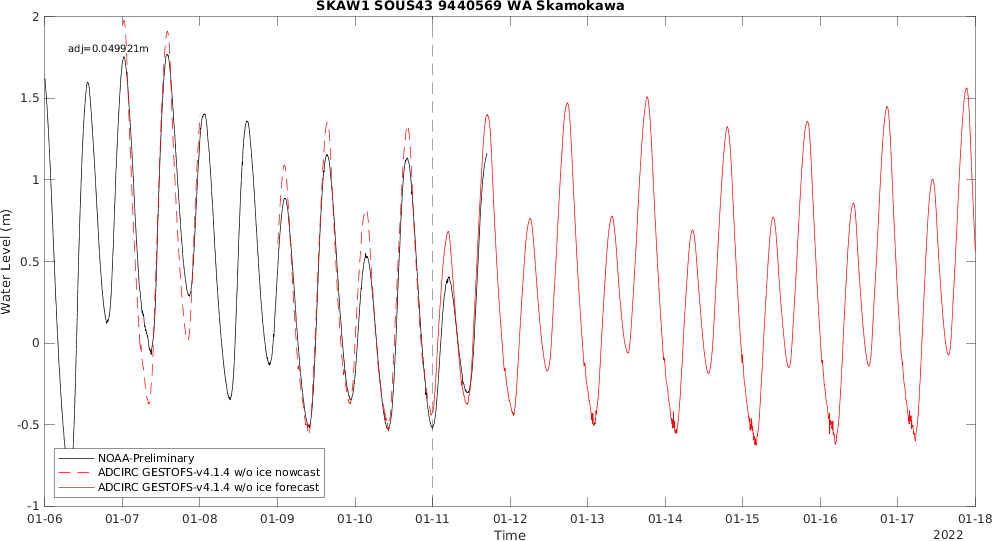 SKAW1 SOUS43 9440569 WA Skamokawa
adj=0.049921m
Water Level (m)
2
1.5
1
0.5
0
-0.5
-1
NOAA-Preliminary
ADCIRC GESTOFS-v4.1.4 w/o ice nowcast
ADCIRC GESTOFS-v4.1.4 w/o ice forecast
01-06 01-07 01-08 01-09 01-10 01-11 01-12 01-13 01-14 01-15 01-16 01-17 01-18
Time
2022